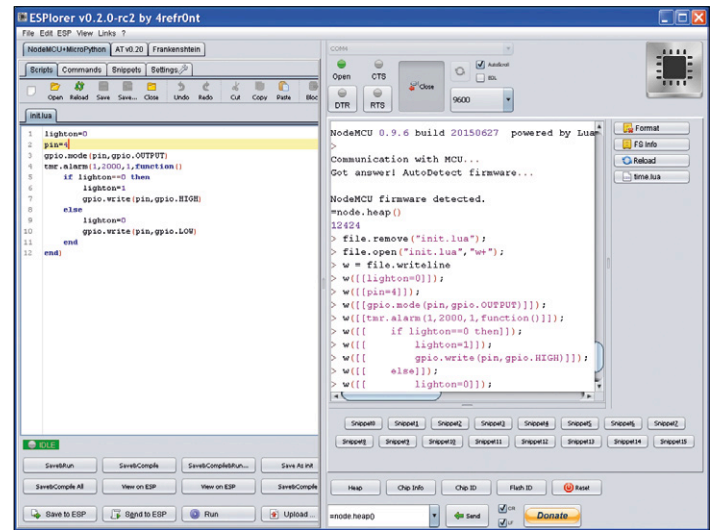 ESPlorer v0.2.0-rc2 by 4refr0nt
File Edit ESP View Links ?
NodeMCU+MicroPython AT v0.20 Frankenshtein
Scripts Commands Snippets Settings
Open Reload Save Save... Close Undo Redo Cut Copy Paste Bloc
init.lua
1 lighton=0
2 pin=4
3 gpio.mode(pin,gpio.OUTPUT)
4 tmr.alarm(1,2000,1,function()
5 if lighton==0 then
6 lighton=1
7 gpio.write(pin,gpio.HIGH)
8 else
9 lighton=0
10 gpio.write(pin,gpio.LOW)
11 end
12 end)
IDLE
Save&Run Save&Compile Save&Compile&Run... Save As init
Save&Compile All View on ESP View on ESP Save&Compile
Save to ESP Send to ESP Run Upload ...
Open CTS Close AutoScroll
EOL
DTR RTS 9600
NodeMCU 0.9.6 build 20150627 powered by Lua
>
Communication with MCU...
Got answer! AutoDetect firmware...
NodeMCU firmware detected.
=node.heap()
12424
> file.remove("init.lua");
> file.open("init.lua","w+");
> w = file.writeline
> w([[lighton=0]]);
> w([[pin=4]]);
> w([[gpio.mode(pin,gpio.OUTPUT)]]);
> w([[tmr.alarm(1,2000,1,function()]]);
> w([[ if lighton==0 then]]);
> w([[ lighton=1]]);
> w([[ gpio.write(pin,gpio.HIGH)]]);
> w([[ else]]);
> w([[ lighton=0]]);
Format
FS Info
Reload
time.lua
Snippet0 Snippet1 Snippet2 Snippet3 Snippet4 Snippet5 Snippet6 Snippet7
Snippet8 Snippet9 Snippet10 Snippet11 Snippet12 Snippet13 Snippet14 Snippet15
Heap Chip Info Chip ID Flash ID Reset
=node.heap() Send CR LF Donate